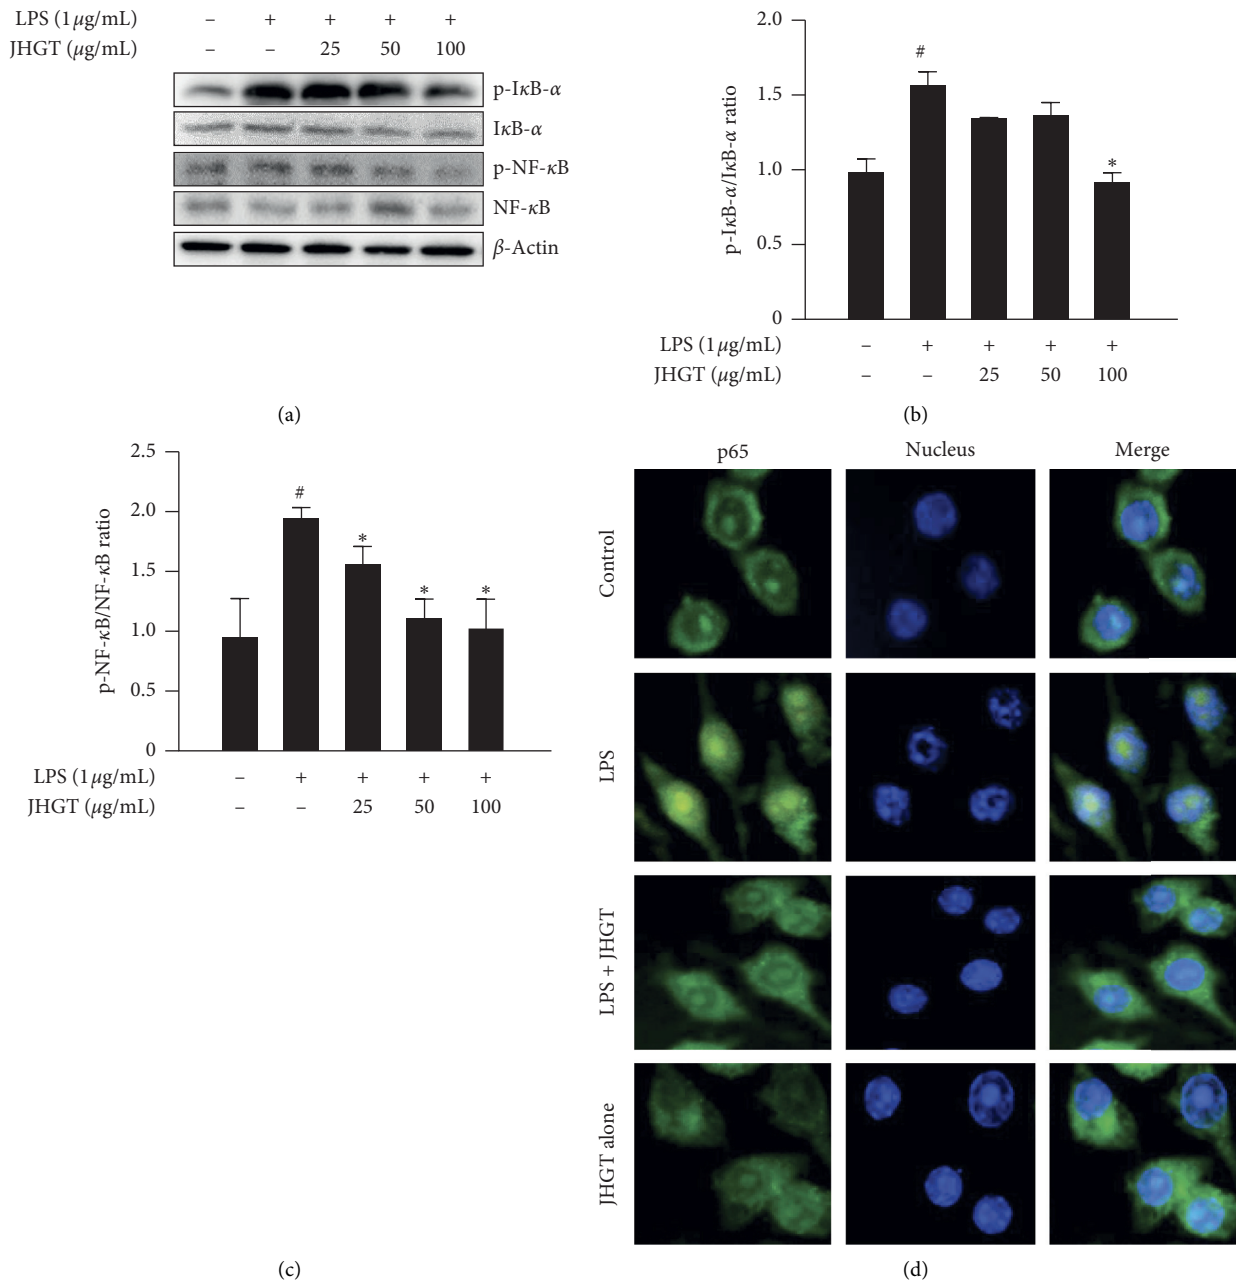 LPS (1 μg/mL) – + + + +
JHGT (μg/mL) – – 25 50 100
p-IκB-α
IκB-α
p-NF-κB
NF-κB
β-Actin
(a)
p-IκB-α/IκB-α ratio
2.0
1.5
1.0
0.5
0
#
*
LPS (1 μg/mL) – + + + +
JHGT (μg/mL) – – 25 50 100
(b)
p-NF-κB/NF-κB ratio
2.5
2.0
1.5
1.0
0.5
0
#
*
*
*
LPS (1 μg/mL) – + + + +
JHGT (μg/mL) – – 25 50 100
(c)
p65 Nucleus Merge
Control
LPS
LPS + JHGT
JHGT alone
(d)